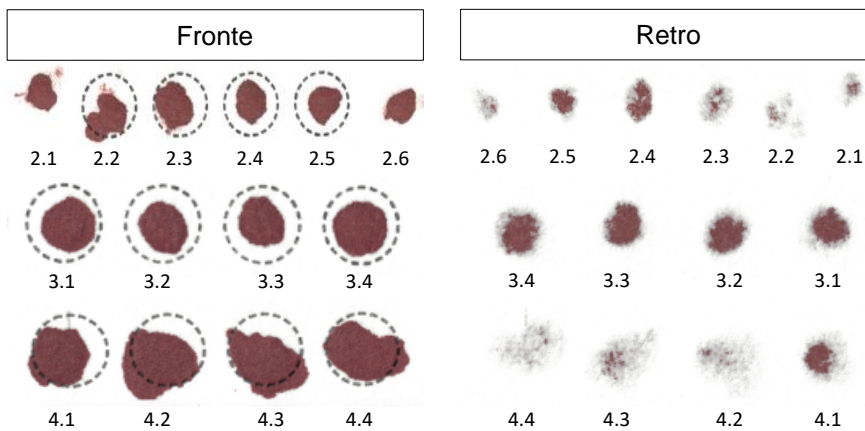 Fronte
2.1 2.2 2.3 2.4 2.5 2.6
3.1 3.2 3.3 3.4
4.1 4.2 4.3 4.4
Retro
2.6 2.5 2.4 2.3 2.2 2.1
3.4 3.3 3.2 3.1
4.4 4.3 4.2 4.1